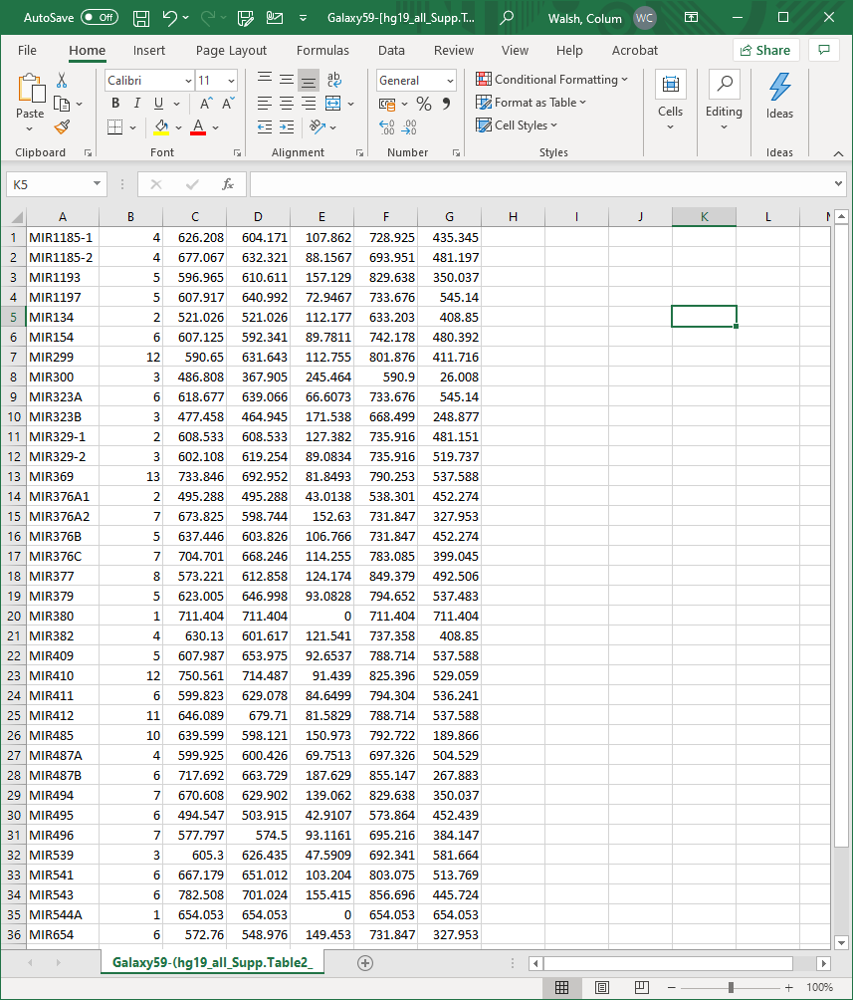 AutoSave Off Galaxy59-[hg19_all_Supp.T... Walsh, Colum WC
File Home Insert Page Layout Formulas Data Review View Help Acrobat Share
Paste Calibri 11 ab c General Conditional Formatting Cells Editing Ideas
B I U A A % 9 Format as Table
A .00 .00 Cell Styles
Clipboard Font Alignment Number Styles Ideas
K5 fx
A B C D E F G H I J K L M
1 MIR1185-1 4 626.208 604.171 107.862 728.925 435.345
2 MIR1185-2 4 677.067 632.321 88.1567 693.951 481.197
3 MIR1193 5 596.965 610.611 157.129 829.638 350.037
4 MIR1197 5 607.917 640.992 72.9467 733.676 545.14
5 MIR134 2 521.026 521.026 112.177 633.203 408.85
6 MIR154 6 607.125 592.341 89.7811 742.178 480.392
7 MIR299 12 590.65 631.643 112.755 801.876 411.716
8 MIR300 3 486.808 367.905 245.464 590.9 26.008
9 MIR323A 6 618.677 639.066 66.6073 733.676 545.14
10 MIR323B 3 477.458 464.945 171.538 668.499 248.877
11 MIR329-1 2 608.533 608.533 127.382 735.916 481.151
12 MIR329-2 3 602.108 619.254 89.0834 735.916 519.737
13 MIR369 13 733.846 692.952 81.8493 790.253 537.588
14 MIR376A1 2 495.288 495.288 43.0138 538.301 452.274
15 MIR376A2 7 673.825 598.744 152.63 731.847 327.953
16 MIR376B 5 637.446 603.826 106.766 731.847 452.274
17 MIR376C 7 704.701 668.246 114.255 783.085 399.045
18 MIR377 8 573.221 612.858 124.174 849.379 492.506
19 MIR379 5 623.005 646.998 93.0828 794.652 537.483
20 MIR380 1 711.404 711.404 0 711.404 711.404
21 MIR382 4 630.13 601.617 121.541 737.358 408.85
22 MIR409 5 607.987 653.975 92.6537 788.714 537.588
23 MIR410 12 750.561 714.487 91.439 825.396 529.059
24 MIR411 6 599.823 629.078 84.6499 794.304 536.241
25 MIR412 11 646.089 679.71 81.5829 788.714 537.588
26 MIR485 10 639.599 598.121 150.973 792.722 189.866
27 MIR487A 4 599.925 600.426 69.7513 697.326 504.529
28 MIR487B 6 717.692 663.729 187.629 855.147 267.883
29 MIR494 7 670.608 629.902 139.062 829.638 350.037
30 MIR495 6 494.547 503.915 42.9107 573.864 452.439
31 MIR496 7 577.797 574.5 93.1161 695.216 384.147
32 MIR539 3 605.3 626.435 47.5909 692.341 581.664
33 MIR541 6 667.179 651.012 103.204 803.075 513.769
34 MIR543 6 782.508 701.024 155.415 856.696 445.724
35 MIR544A 1 654.053 654.053 0 654.053 654.053
36 MIR654 6 572.76 548.976 149.453 731.847 327.953
Galaxy59-(hg19_all_Supp.Table2_
100%